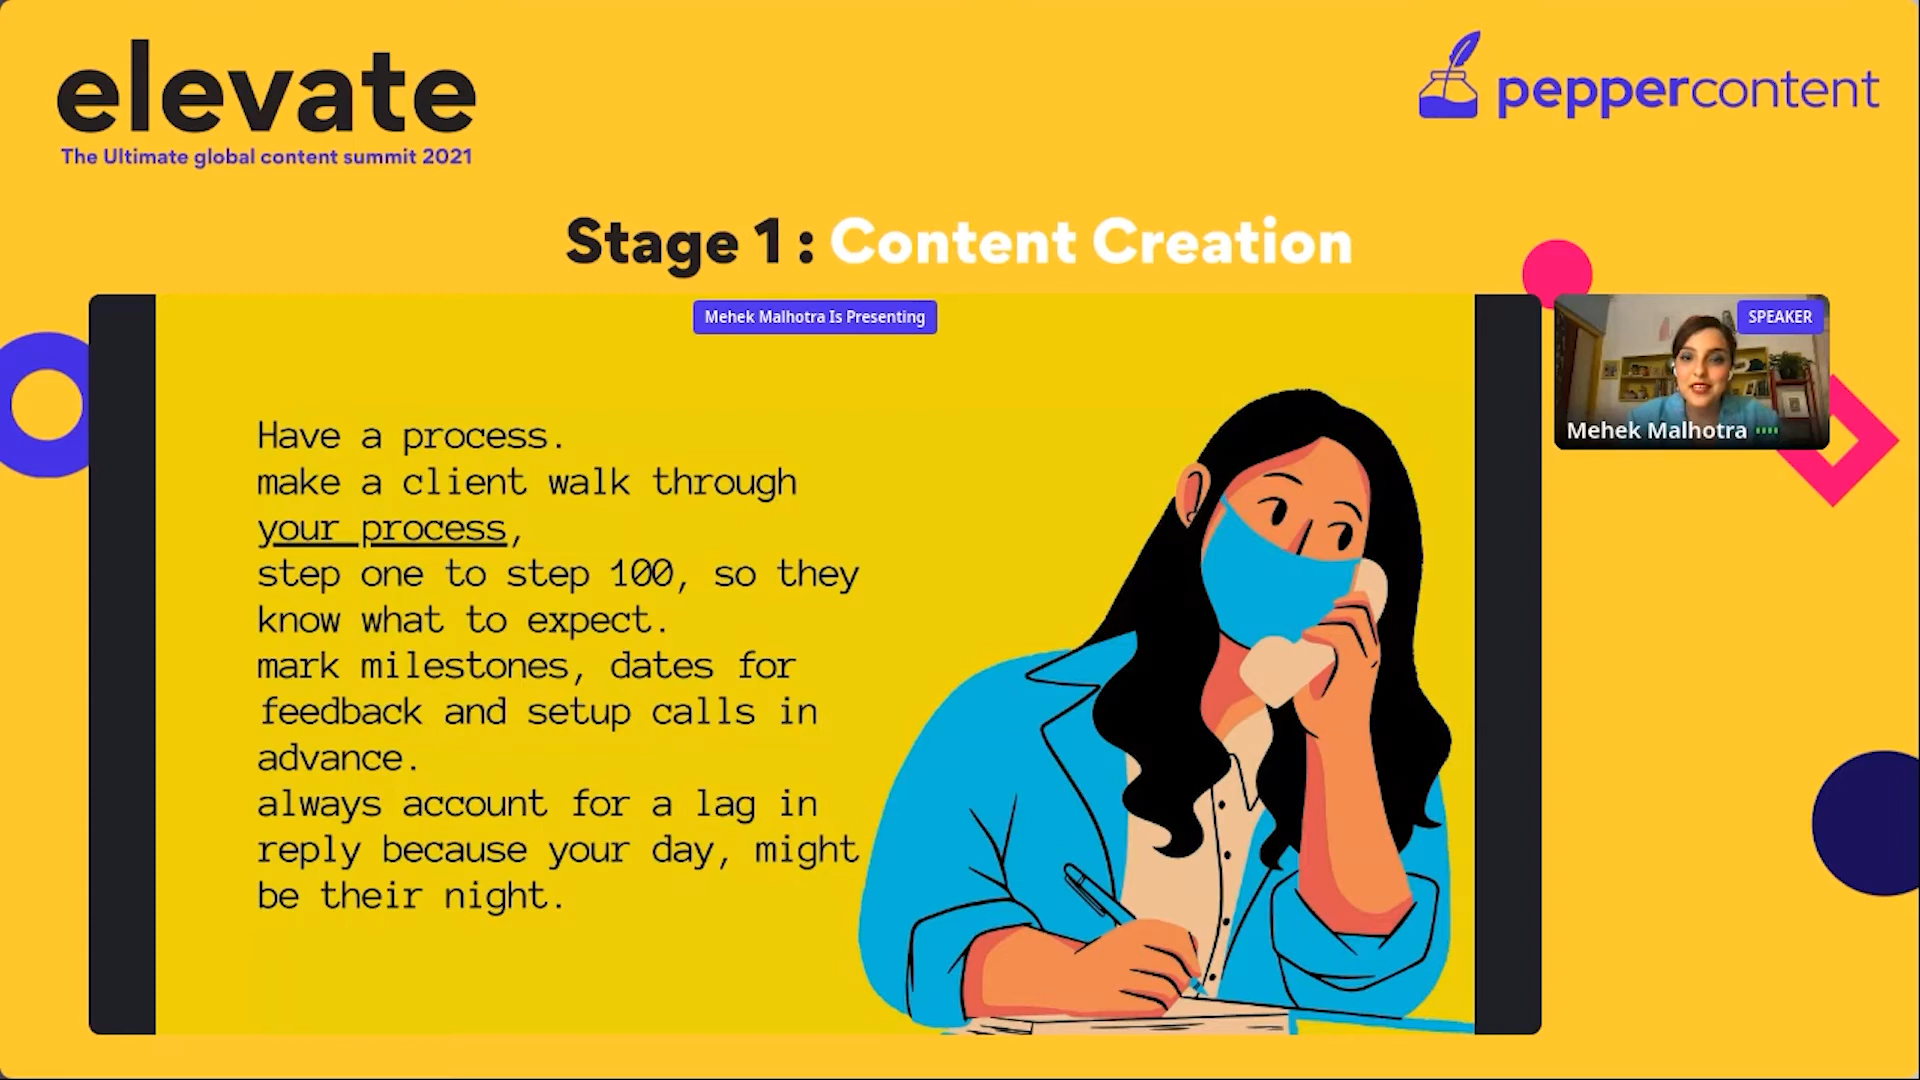 elevate
The Ultimate global content summit 2021
peppercontent
Stage 1 : Content Creation
Mehek Malhotra Is Presenting
SPEAKER
Mehek Malhotra
Have a process.
make a client walk through
your process,
step one to step 100, so they
know what to expect.
mark milestones, dates for
feedback and setup calls in
advance.
always account for a lag in
reply because your day, might
be their night.